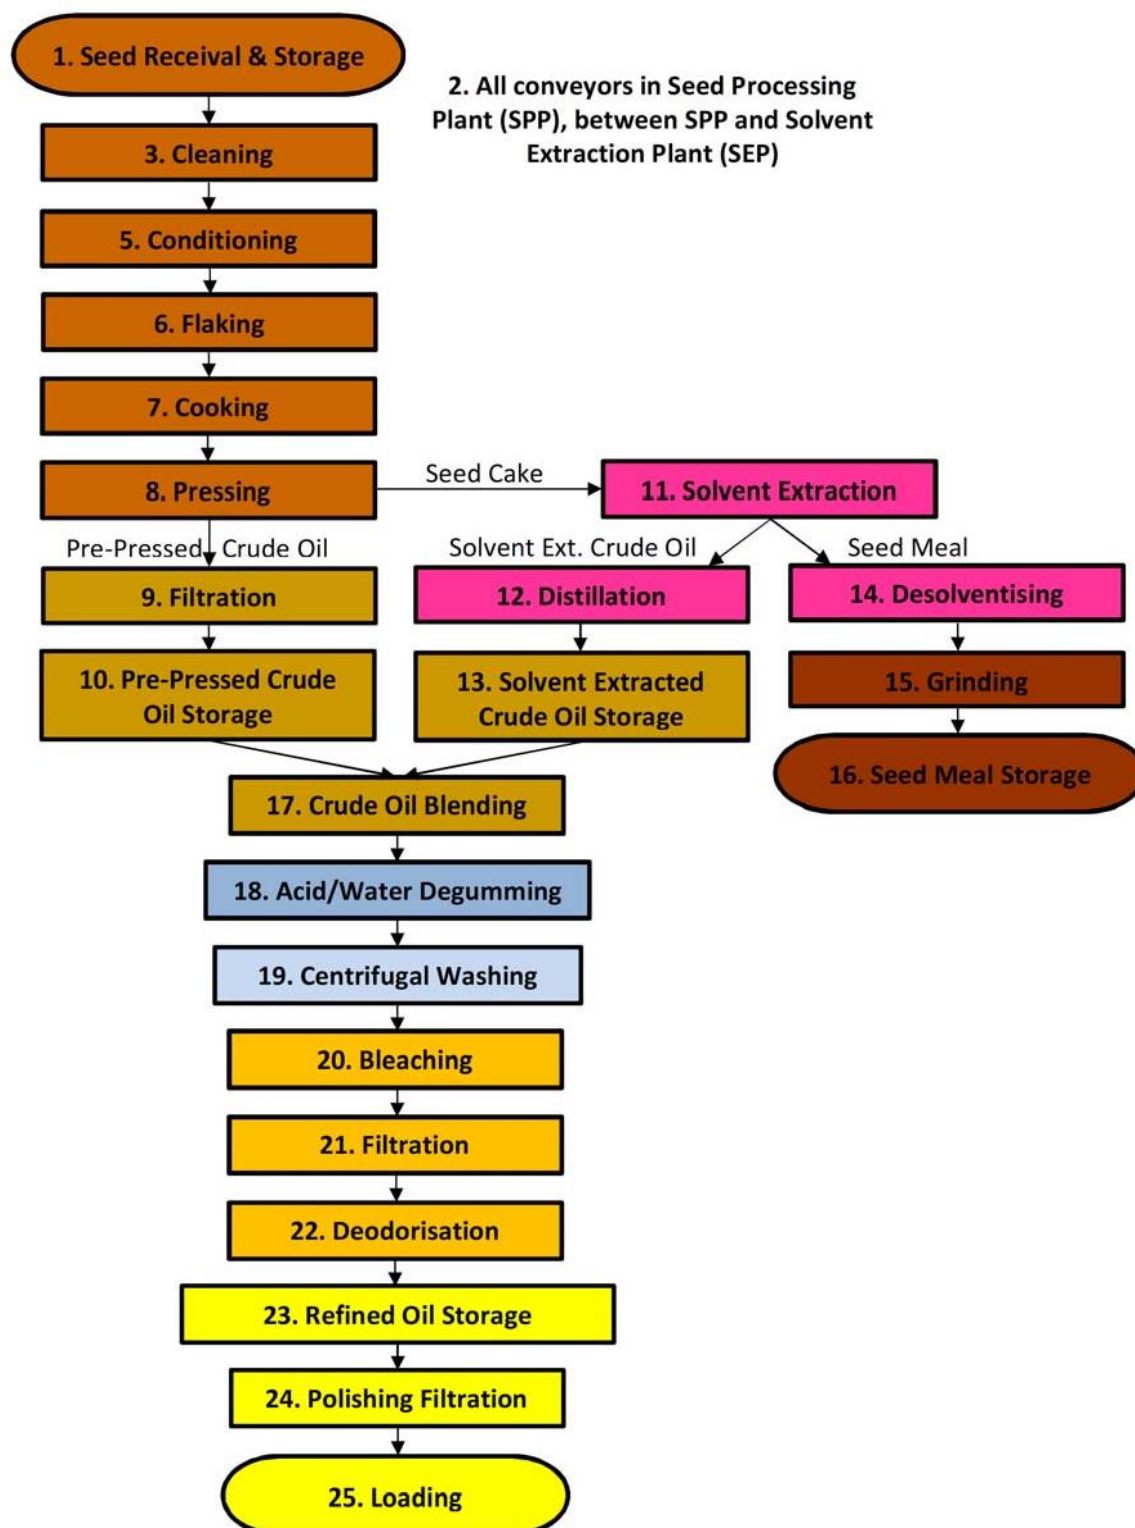 1. Seed Receival & Storage
2. All conveyors in Seed Processing
Plant (SPP), between SPP and Solvent
Extraction Plant (SEP)
3. Cleaning
5. Conditioning
6. Flaking
7. Cooking
8. Pressing
Seed Cake
11. Solvent Extraction
Pre-Pressed Crude Oil
Solvent Ext. Crude Oil
Seed Meal
9. Filtration
12. Distillation
14. Desolventising
10. Pre-Pressed Crude
Oil Storage
13. Solvent Extracted
Crude Oil Storage
15. Grinding
16. Seed Meal Storage
17. Crude Oil Blending
18. Acid/Water Degumming
19. Centrifugal Washing
20. Bleaching
21. Filtration
22. Deodorisation
23. Refined Oil Storage
24. Polishing Filtration
25. Loading